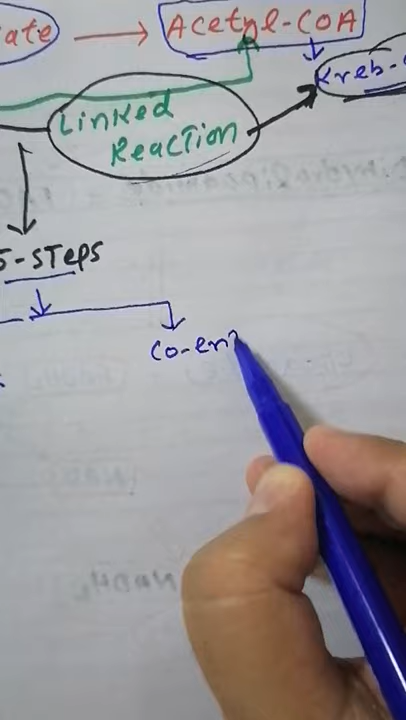 ate → Acetyl-CoA
Kreb-
Linked
Reaction
5-steps
Co-en